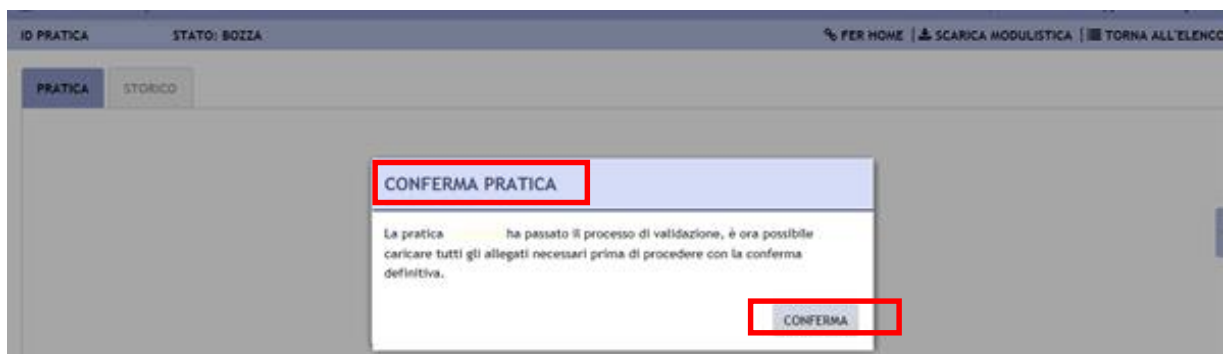 ID PRATICA STATO: BOZZA FER HOME | SCARICA MODULISTICA | TORNA ALL'ELENCO
PRATICA STORICO
CONFERMA PRATICA
La pratica ha passato il processo di validazione, è ora possibile
caricare tutti gli allegati necessari prima di procedere con la conferma
definitiva.
CONFERMA